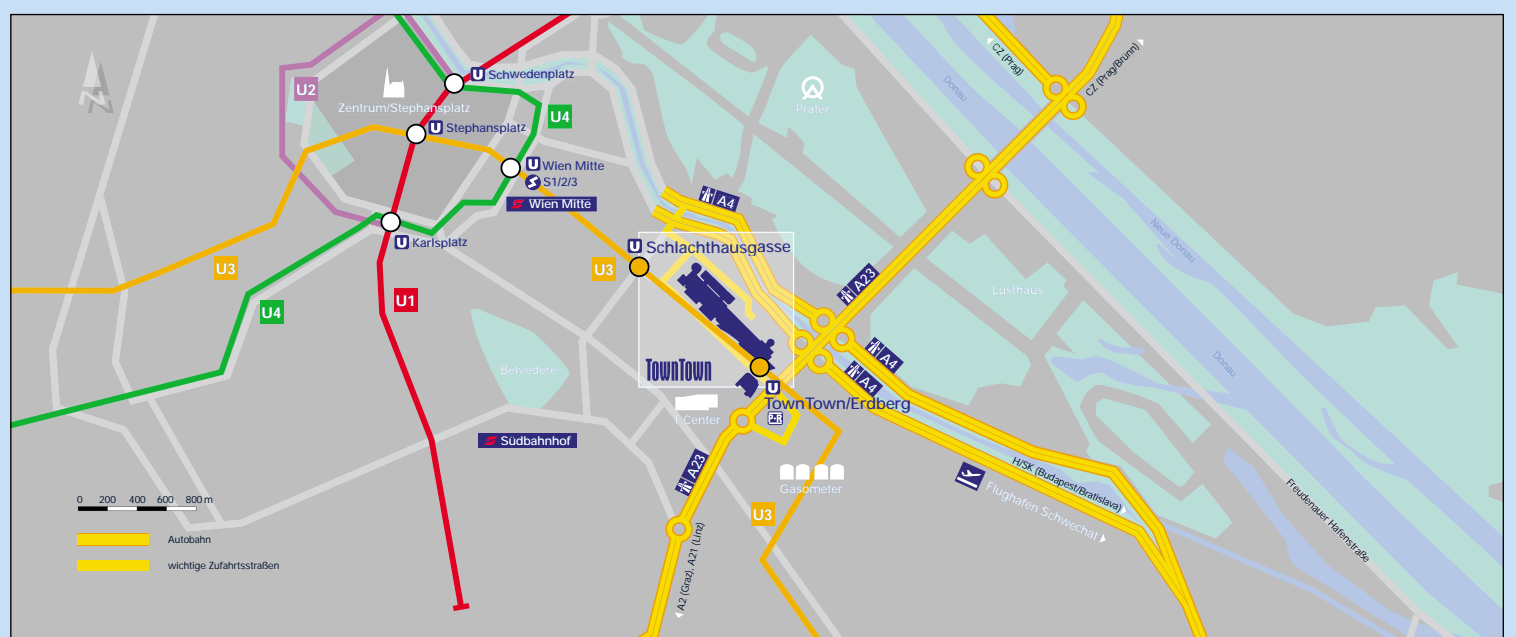 CZ (Prag)
CZ (Prag/Brünn)
U Schwedenplatz
U2
Donau
N
Zentrum/Stephansplatz
Prater
U4
U Stephansplatz
U Wien Mitte
S1/2/3
Wien Mitte
A4
Neue Donau
U Karlsplatz
U Schlachthausgasse
U3
U3
A23
Lusthaus
U1
U4
A4
Donau
TownTown
Belvedere
A4
U
TownTown/Erdberg
P+R
T-Center
Südbahnhof
A23
H/SK (Budapest/Bratislava)
Gasometer
Flughafen Schwechat
Freudenauer Hafenstraße
0 200 400 600 800 m
U3
Autobahn
A2 (Graz), A21 (Linz)
wichtige Zufahrtsstraßen